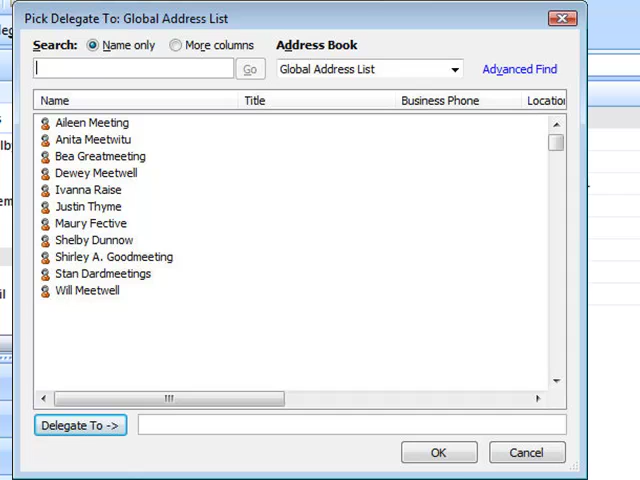 Pick Delegate To: Global Address List
Search: Name only More columns Address Book
Go Global Address List Advanced Find
Name Title Business Phone Location
Aileen Meeting
Anita Meetwitu
Bea Greatmeeting
Dewey Meetwell
Ivanna Raise
Justin Thyme
Maury Fective
Shelby Dunnow
Shirley A. Goodmeeting
Stan Dardmeetings
Will Meetwell
Delegate To ->
OK Cancel